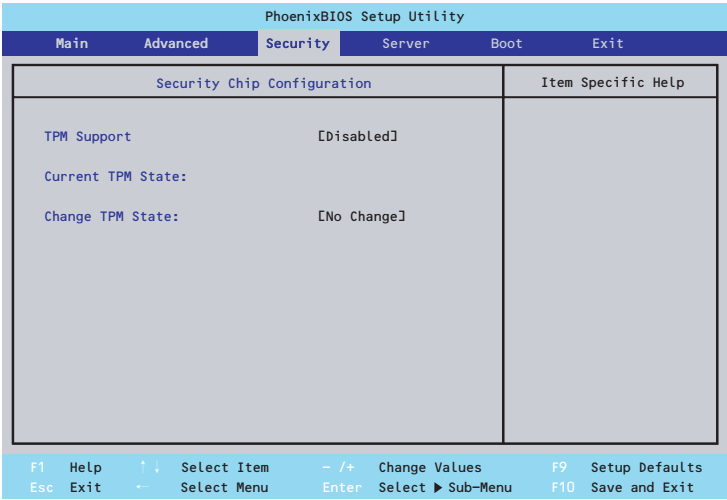 PhoenixBIOS Setup Utility
Main Advanced Security Server Boot Exit
Security Chip Configuration
Item Specific Help
TPM Support [Disabled]
Current TPM State:
Change TPM State: [No Change]
F1 Help ↑↓ Select Item - /+ Change Values F9 Setup Defaults
Esc Exit ← Select Menu Enter Select ▶ Sub-Menu F10 Save and Exit